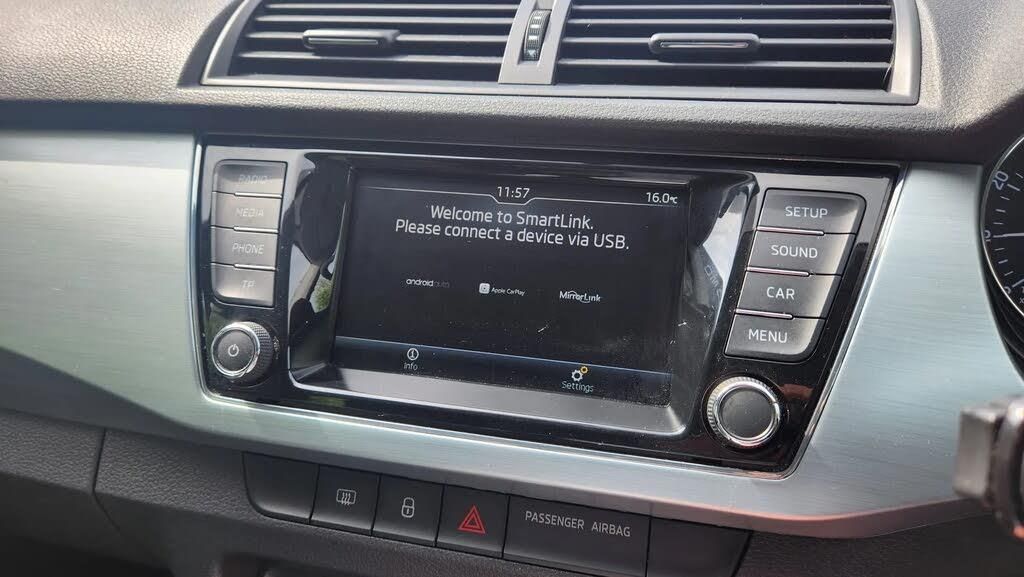 RADIO
MEDIA
PHONE
TP
11:57
16.0°C
Welcome to SmartLink.
Please connect a device via USB.
androidauto
Apple CarPlay
MirrorLink
Info
Settings
SETUP
SOUND
CAR
MENU
20
PASSENGER AIRBAG